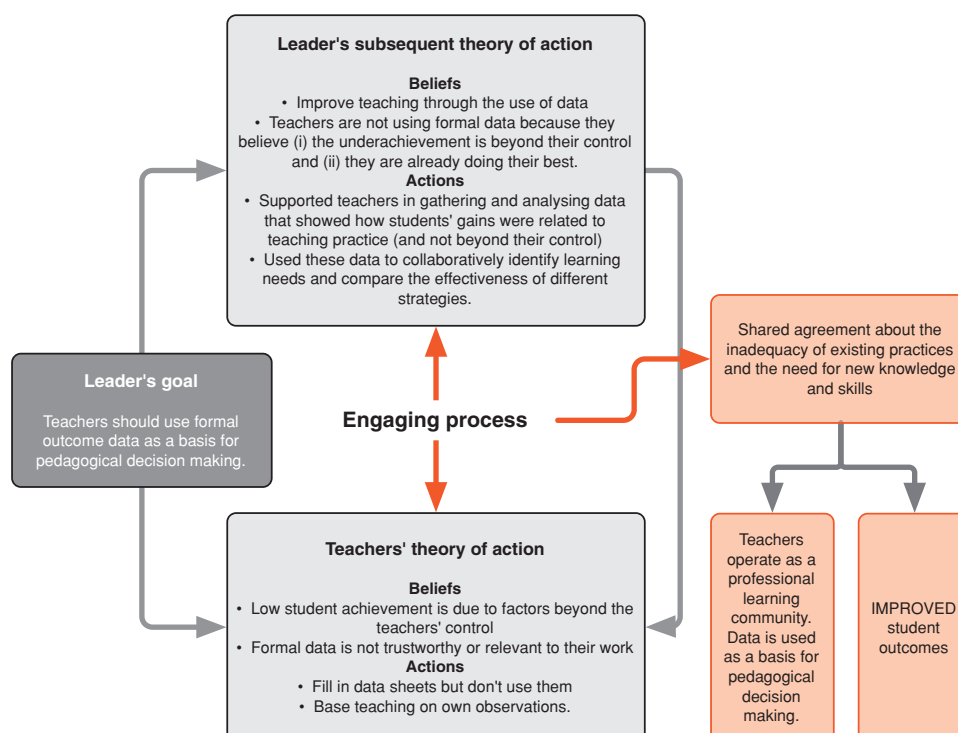 Leader's subsequent theory of action
Beliefs
• Improve teaching through the use of data
• Teachers are not using formal data because they
believe (i) the underachievement is beyond their control
and (ii) they are already doing their best.
Actions
• Supported teachers in gathering and analysing data
that showed how students' gains were related to
teaching practice (and not beyond their control)
• Used these data to collaboratively identify learning
needs and compare the effectiveness of different
strategies.
Leader's goal
Teachers should use formal
outcome data as a basis for
pedagogical decision making.
Engaging process
Shared agreement about the
inadequacy of existing practices
and the need for new knowledge
and skills
Teachers' theory of action
Beliefs
• Low student achievement is due to factors beyond the
teachers' control
• Formal data is not trustworthy or relevant to their work
Actions
• Fill in data sheets but don't use them
• Base teaching on own observations.
Teachers
operate as a
professional
learning
community.
Data is used
as a basis for
pedagogical
decision
making.
IMPROVED
student
outcomes